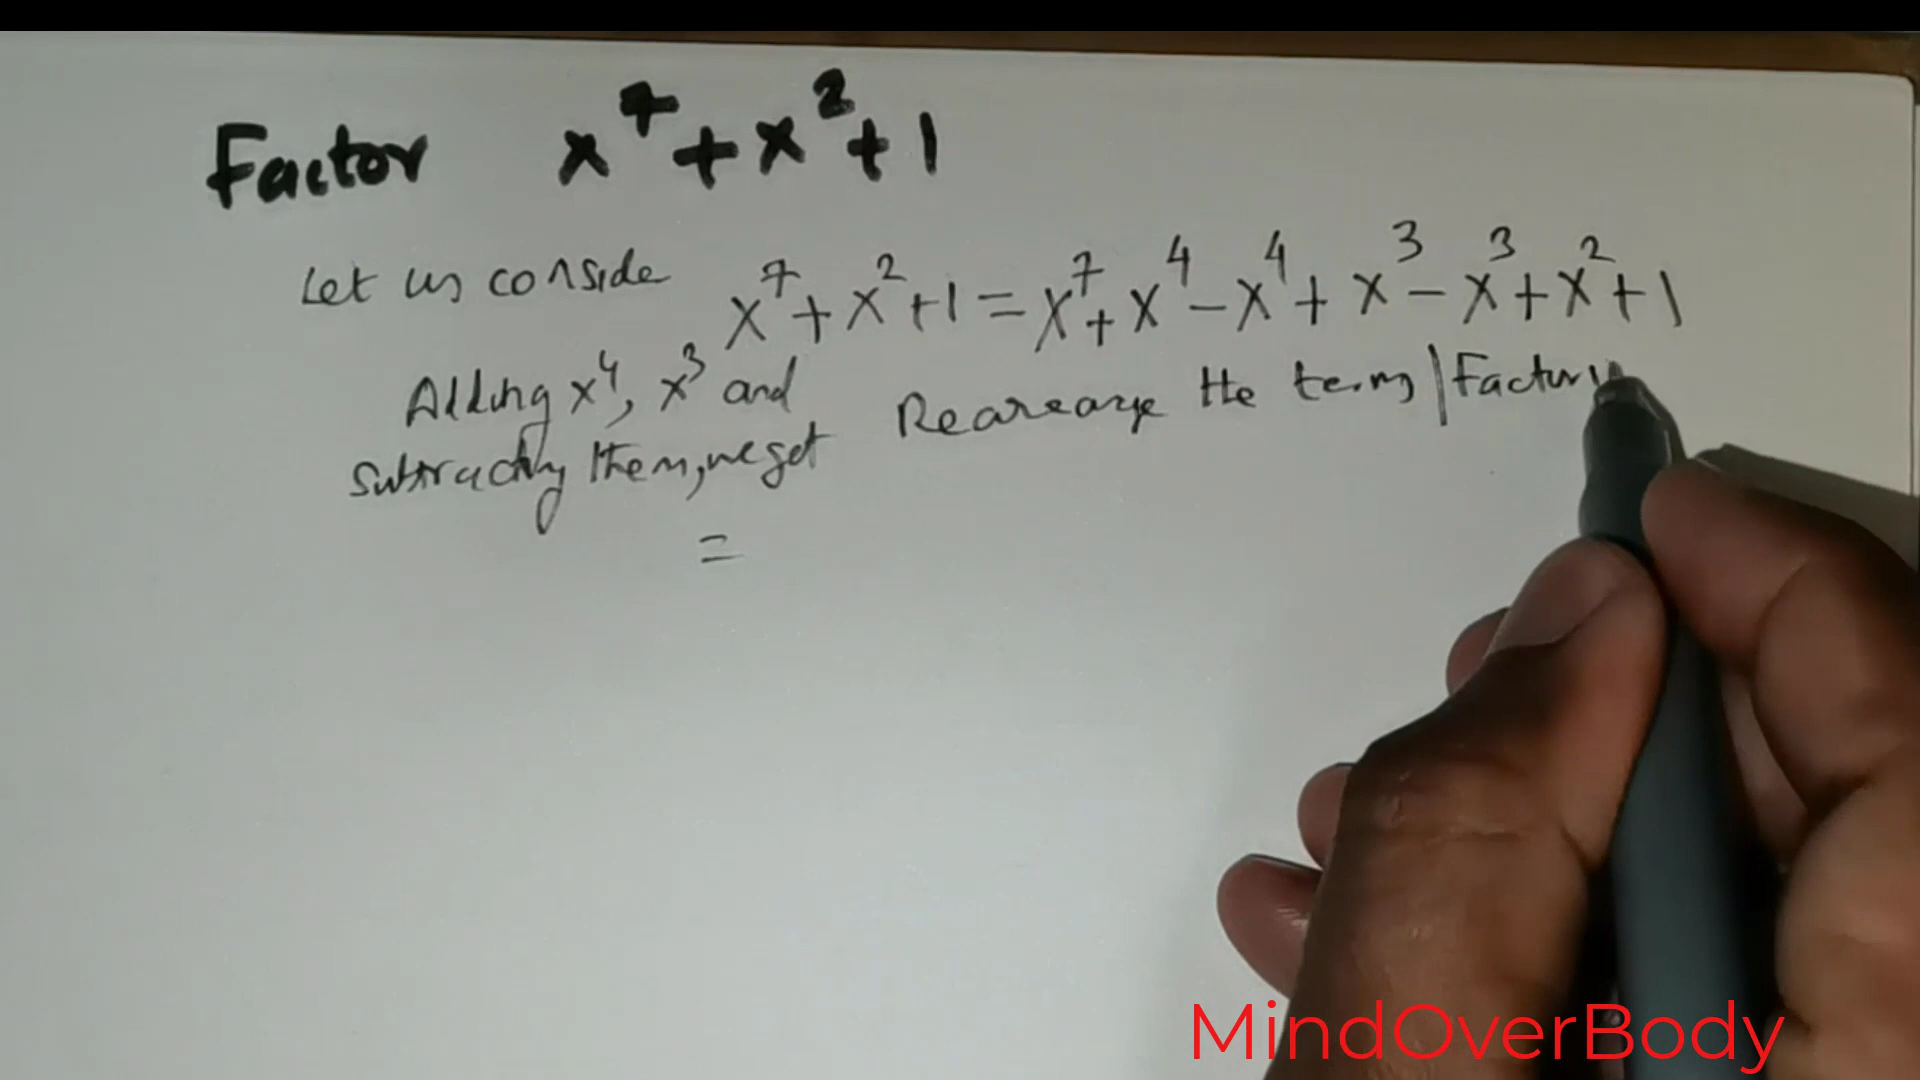 Factor x⁷+x²+1
Let us conside x⁷+x²+1=x⁷+x⁴-x⁴+x³-x³+x²+1
Adding x⁴, x³ and
subtracting them, we get
Rearearge the terms | Factor
=
MindOverBody